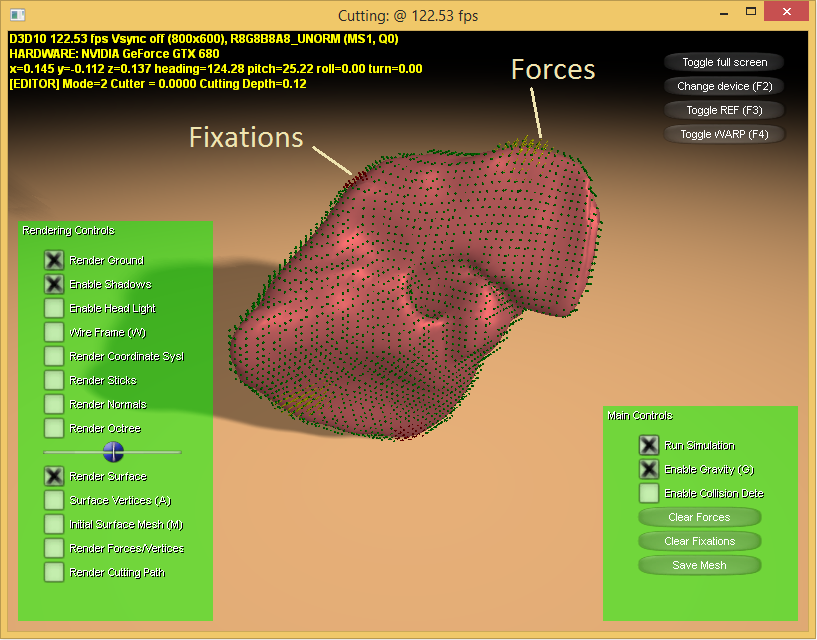 Cutting: @ 122.53 fps
D3D10 122.53 fps Vsync off (800x600), R8G8B8A8_UNORM (MS1, Q0)
HARDWARE: NVIDIA GeForce GTX 680
x=0.145 y=-0.112 z=0.137 heading=124.28 pitch=25.22 roll=0.00 turn=0.00
[EDITOR] Mode=2 Cutter = 0.0000 Cutting Depth=0.12
Toggle full screen
Change device (F2)
Toggle REF (F3)
Toggle WARP (F4)
Forces
Fixations
Rendering Controls
Render Ground
Enable Shadows
Enable Head Light
Wire Frame (W)
Render Coordinate Sysl
Render Sticks
Render Normals
Render Octree
Render Surface
Surface Vertices (A)
Initial Surface Mesh (M)
Render Forces/Vertices
Render Cutting Path
Main Controls
Run Simulation
Enable Gravity (G)
Enable Collision Dete
Clear Forces
Clear Fixations
Save Mesh